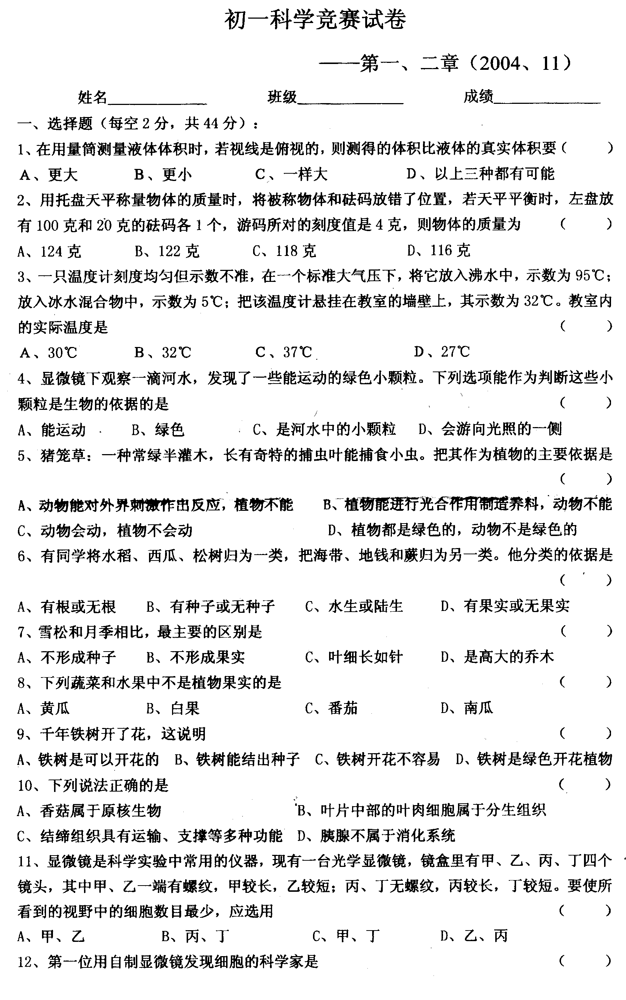 初一科学竞赛试卷
——第一、二章（2004、11）
姓名____________ 班级____________ 成绩____________
一、选择题（每空2分，共44分）：
1、在用量筒测量液体体积时，若视线是俯视的，则测得的体积比液体的真实体积要（ ）
A、更大 B、更小 C、一样大 D、以上三种都有可能
2、用托盘天平称量物体的质量时，将被称物体和砝码放错了位置，若天平平衡时，左盘放
有100克和20克的砝码各1个，游码所对的刻度值是4克，则物体的质量为 （ ）
A、124克 B、122克 C、118克 D、116克
3、一只温度计刻度均匀但示数不准，在一个标准大气压下，将它放入沸水中，示数为95℃；
放入冰水混合物中，示数为5℃；把该温度计悬挂在教室的墙壁上，其示数为32℃。教室内
的实际温度是 （ ）
A、30℃ B、32℃ C、37℃ D、27℃
4、显微镜下观察一滴河水，发现了一些能运动的绿色小颗粒。下列选项能作为判断这些小
颗粒是生物的依据的是 （ ）
A、能运动 B、绿色 C、是河水中的小颗粒 D、会游向光照的一侧
5、猪笼草：一种常绿半灌木，长有奇特的捕虫叶能捕食小虫。把其作为植物的主要依据是
（ ）
A、动物能对外界刺激作出反应，植物不能 B、植物能进行光合作用制造养料，动物不能
C、动物会动，植物不会动 D、植物都是绿色的，动物不是绿色的
6、有同学将水稻、西瓜、松树归为一类，把海带、地钱和蕨归为另一类。他分类的依据是
（ ）
A、有根或无根 B、有种子或无种子 C、水生或陆生 D、有果实或无果实
7、雪松和月季相比，最主要的区别是 （ ）
A、不形成种子 B、不形成果实 C、叶细长如针 D、是高大的乔木
8、下列蔬菜和水果中不是植物果实的是 （ ）
A、黄瓜 B、白果 C、番茄 D、南瓜
9、千年铁树开了花，这说明 （ ）
A、铁树是可以开花的 B、铁树能结出种子 C、铁树开花不容易 D、铁树是绿色开花植物
10、下列说法正确的是 （ ）
A、香菇属于原核生物 B、叶片中部的叶肉细胞属于分生组织
C、结缔组织具有运输、支撑等多种功能 D、胰腺不属于消化系统
11、显微镜是科学实验中常用的仪器，现有一台光学显微镜，镜盒里有甲、乙、丙、丁四个
镜头，其中甲、乙一端有螺纹，甲较长，乙较短；丙、丁无螺纹，丙较长，丁较短。要使所
看到的视野中的细胞数目最少，应选用 （ ）
A、甲、乙 B、丙、丁 C、甲、丁 D、乙、丙
12、第一位用自制显微镜发现细胞的科学家是 （ ）